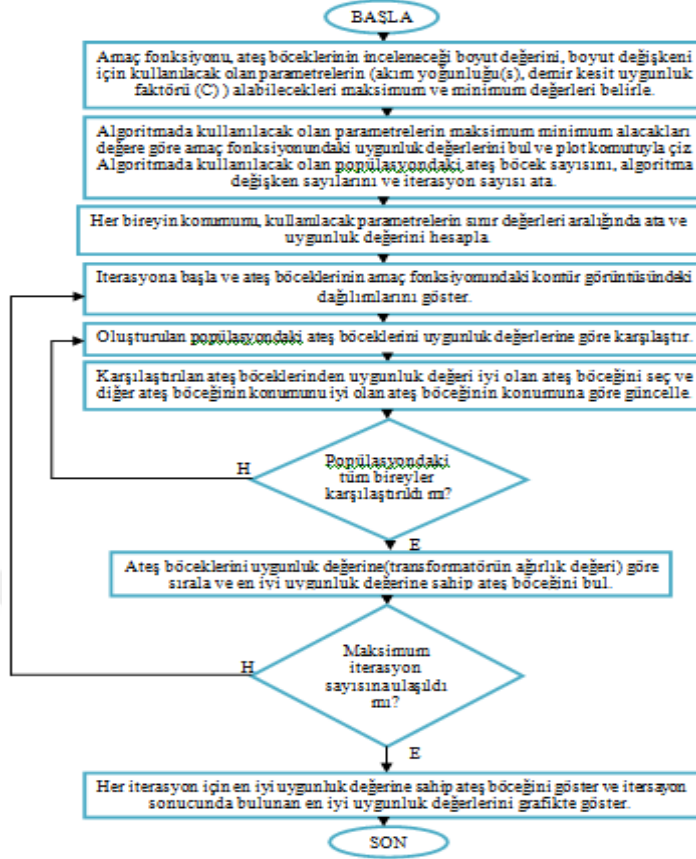 BAŞLA
Amaç fonksiyonu, ateş böceklerinin inceleneceği boyut değerini, boyut değişkeni
için kullanılacak olan parametrelerin (akım yoğunluğu(s), demir kesit uygunluk
faktörü (C) ) alabilecekleri maksimum ve minimum değerleri belirle.
Algoritmada kullanılacak olan parametrelerin maksimum minimum alacakları
değere göre amaç fonksiyonundaki uygunluk değerlerini bul ve plot komutuyla çiz
Algoritmada kullanılacak olan popülasyondaki ateş böcek sayısını, algoritma
değişken sayılarını ve iterasyon sayısı ata.
Her bireyin konumunu, kullanılacak parametrelerin sınır değerleri aralığında ata ve
uygunluk değerini hesapla.
Iterasyona başla ve ateş böceklerinin amaç fonksiyonundaki kontür görüntüsündeki
dağılımlarını göster.
Oluşturulan popülasyondaki ateş böceklerini uygunluk değerlerine göre karşılaştır.
Karşılaştırılan ateş böceklerinden uygunluk değeri iyi olan ateş böceğini seç ve
diğer ateş böceğinin konumunu iyi olan ateş böceğinin konumuna göre güncelle.
Popülasyondaki
tüm bireyler
karşılaştırıldı mı?
H
E
Ateş böceklerini uygunluk değerine(transformatörün ağırlık değeri) göre
sırala ve en iyi uygunluk değerine sahip ateş böceğini bul.
Maksimum
iterasyon
sayısına ulaşıldı
mı?
H
E
Her iterasyon için en iyi uygunluk değerine sahip ateş böceğini göster ve itersayon
sonucunda bulunan en iyi uygunluk değerlerini grafikte göster.
SON